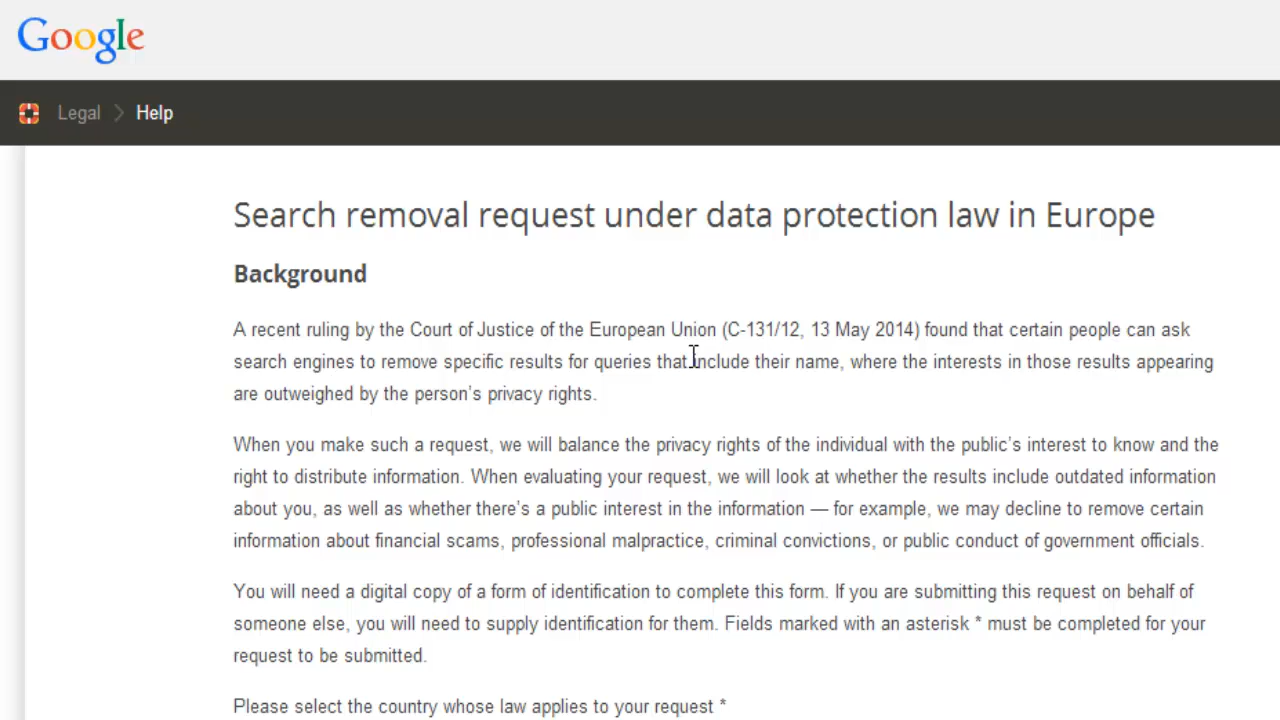 Google
Legal > Help
Search removal request under data protection law in Europe
Background
A recent ruling by the Court of Justice of the European Union (C-131/12, 13 May 2014) found that certain people can ask
search engines to remove specific results for queries that include their name, where the interests in those results appearing
are outweighed by the person's privacy rights.
When you make such a request, we will balance the privacy rights of the individual with the public's interest to know and the
right to distribute information. When evaluating your request, we will look at whether the results include outdated information
about you, as well as whether there's a public interest in the information — for example, we may decline to remove certain
information about financial scams, professional malpractice, criminal convictions, or public conduct of government officials.
You will need a digital copy of a form of identification to complete this form. If you are submitting this request on behalf of
someone else, you will need to supply identification for them. Fields marked with an asterisk * must be completed for your
request to be submitted.
Please select the country whose law applies to your request *